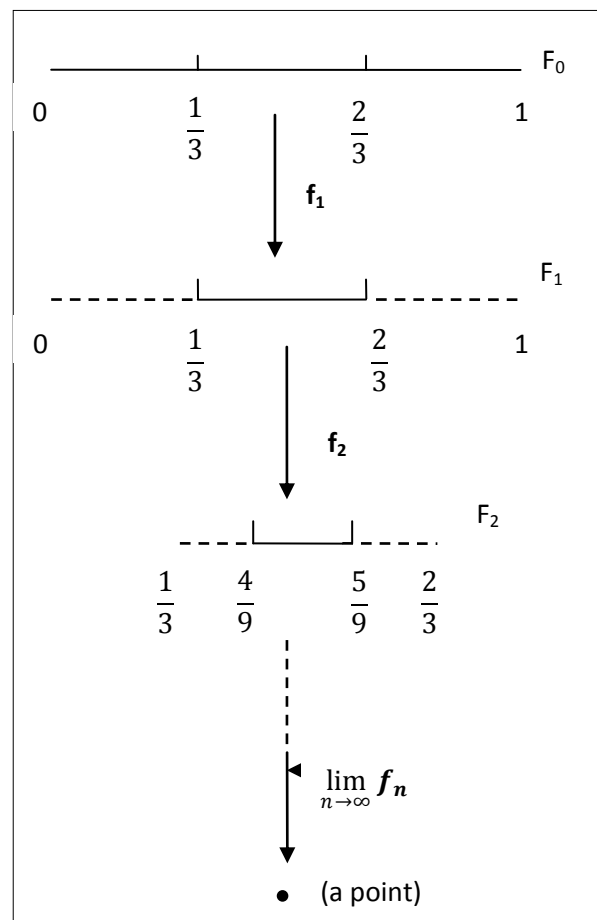 F₀
0 1/3 2/3 1
f₁
F₁
0 1/3 2/3 1
f₂
F₂
1/3 4/9 5/9 2/3
lim n→∞ fₙ
(a point)